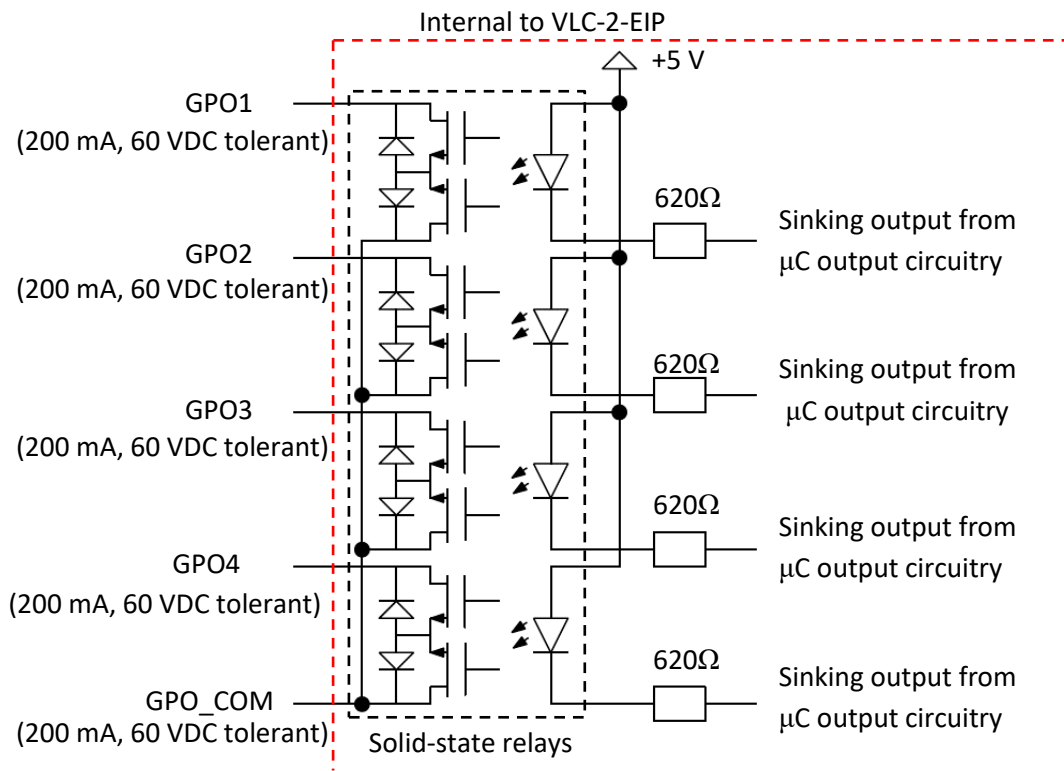 Internal to VLC-2-EIP
+5 V
GPO1
(200 mA, 60 VDC tolerant)
620Ω
Sinking output from
µC output circuitry
GPO2
(200 mA, 60 VDC tolerant)
620Ω
Sinking output from
µC output circuitry
GPO3
(200 mA, 60 VDC tolerant)
620Ω
Sinking output from
µC output circuitry
GPO4
(200 mA, 60 VDC tolerant)
620Ω
Sinking output from
µC output circuitry
GPO_COM
(200 mA, 60 VDC tolerant)
Solid-state relays